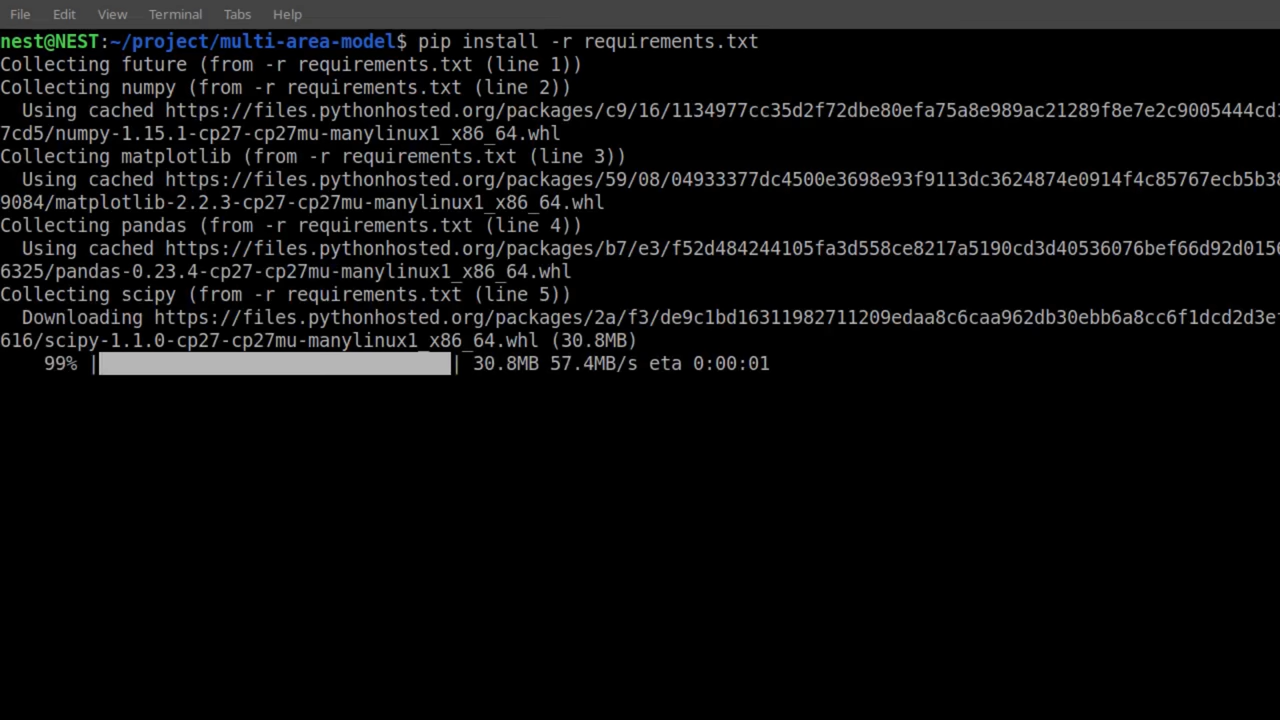 File Edit View Terminal Tabs Help
nest@NEST:~/project/multi-area-model$ pip install -r requirements.txt
Collecting future (from -r requirements.txt (line 1))
Collecting numpy (from -r requirements.txt (line 2))
  Using cached https://files.pythonhosted.org/packages/c9/16/1134977cc35d2f72dbe80efa75a8e989ac21289f8e7e2c9005444cd1
7cd5/numpy-1.15.1-cp27-cp27mu-manylinux1_x86_64.whl
Collecting matplotlib (from -r requirements.txt (line 3))
  Using cached https://files.pythonhosted.org/packages/59/08/04933377dc4500e3698e93f9113dc3624874e0914f4c85767ecb5b38
9084/matplotlib-2.2.3-cp27-cp27mu-manylinux1_x86_64.whl
Collecting pandas (from -r requirements.txt (line 4))
  Using cached https://files.pythonhosted.org/packages/b7/e3/f52d484244105fa3d558ce8217a5190cd3d40536076bef66d92d0156
6325/pandas-0.23.4-cp27-cp27mu-manylinux1_x86_64.whl
Collecting scipy (from -r requirements.txt (line 5))
  Downloading https://files.pythonhosted.org/packages/2a/f3/de9c1bd16311982711209edaa8c6caa962db30ebb6a8cc6f1dcd2d3ef
616/scipy-1.1.0-cp27-cp27mu-manylinux1_x86_64.whl (30.8MB)
    99% | | 30.8MB 57.4MB/s eta 0:00:01